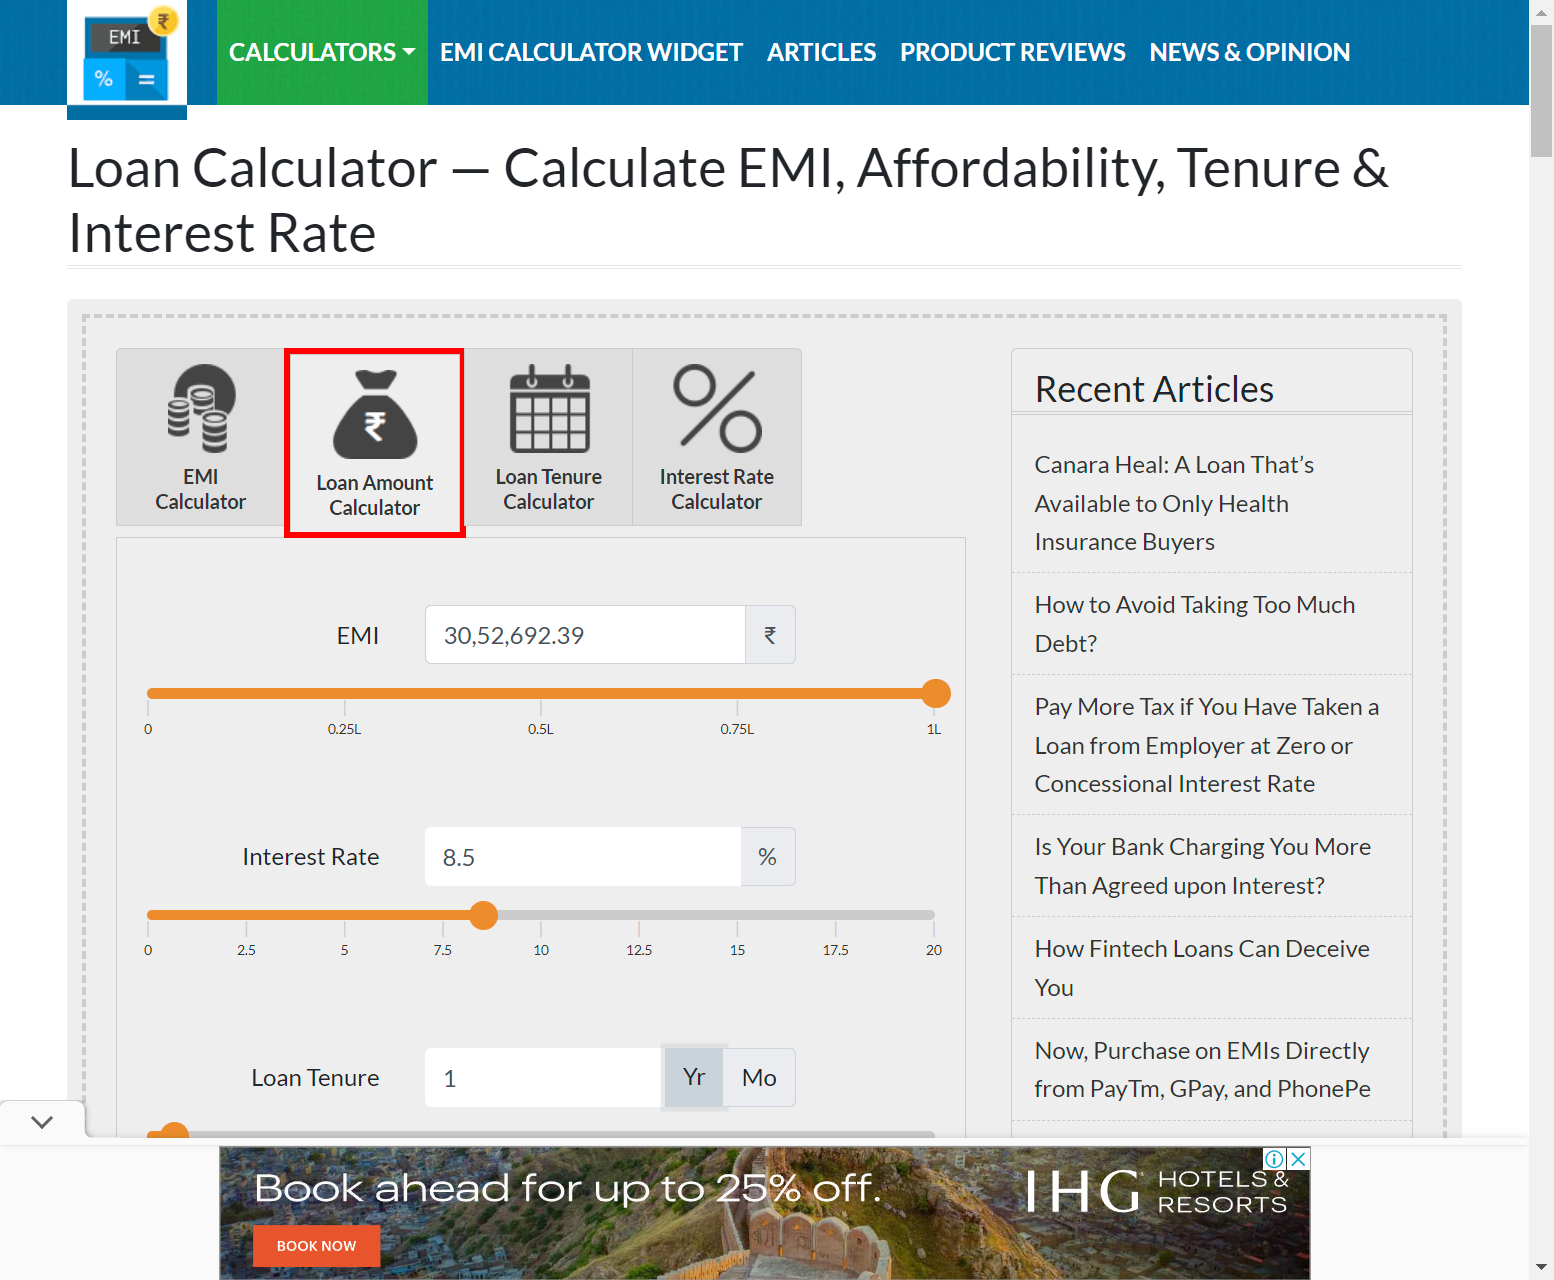 EMI
₹
%
=
CALCULATORS
EMI CALCULATOR WIDGET
ARTICLES
PRODUCT REVIEWS
NEWS & OPINION
Loan Calculator — Calculate EMI, Affordability, Tenure &
Interest Rate
EMI
Calculator
₹
Loan Amount
Calculator
Loan Tenure
Calculator
Interest Rate
Calculator
EMI
30,52,692.39
₹
0
0.25L
0.5L
0.75L
1L
Interest Rate
8.5
%
0
2.5
5
7.5
10
12.5
15
17.5
20
Loan Tenure
1
Yr
Mo
Recent Articles
Canara Heal: A Loan That’s
Available to Only Health
Insurance Buyers
How to Avoid Taking Too Much
Debt?
Pay More Tax if You Have Taken a
Loan from Employer at Zero or
Concessional Interest Rate
Is Your Bank Charging You More
Than Agreed upon Interest?
How Fintech Loans Can Deceive
You
Now, Purchase on EMIs Directly
from PayTm, GPay, and PhonePe
Book ahead for up to 25% off.
BOOK NOW
IHG HOTELS &
RESORTS